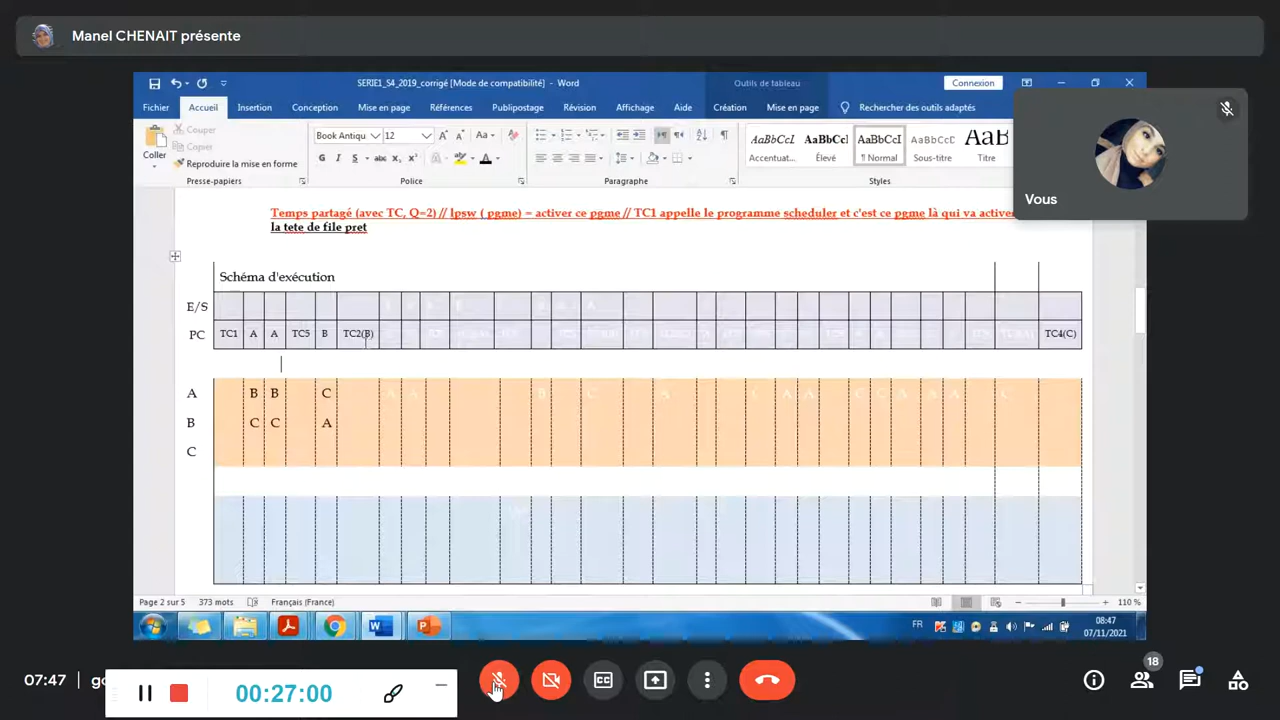 Manel CHENAIT présente
SERIE1_S4_2019_corrigé [Mode de compatibilité] - Word
Outils de tableau
Connexion
Fichier Accueil Insertion Conception Mise en page Références Publipostage Révision Affichage Aide Création Mise en page Rechercher des outils adaptés
Coller
Couper
Copier
Reproduire la mise en forme
Book Antiqu 12
AaBbCcI AaBbCcI AaBbCcI AaBbCcD AaB
Accentuat... Élevé ¶ Normal Sous-titre Titre
Presse-papiers Police Paragraphe Styles
Vous
Temps partagé (avec TC, Q=2) // lpsw ( pgme) = activer ce pgme // TC1 appelle le programme scheduler et c'est ce pgme là qui va activer
la tete de file pret
Schéma d'exécution
E/S
PC TC1 A A TC5 B TC2(B) TC4(C)
A B B C
B C C A
C
Page 2 sur 5 373 mots Français (France) 110 %
FR 08:47
07/11/2021
07:47
00:27:00
18